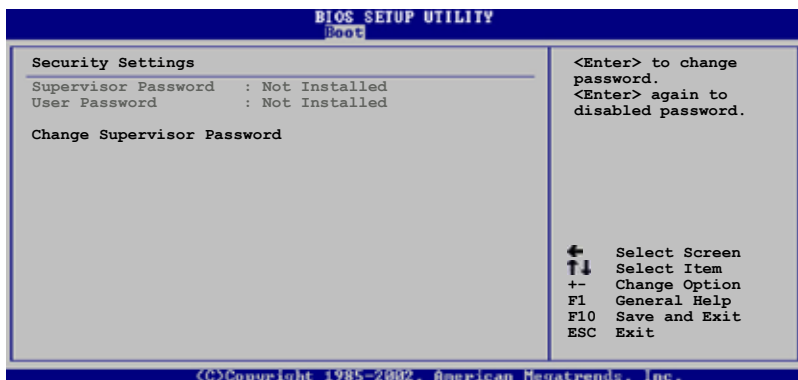 BIOS SETUP UTILITY
Boot
Security Settings
Supervisor Password : Not Installed
User Password : Not Installed
Change Supervisor Password
<Enter> to change
password.
<Enter> again to
disabled password.
← Select Screen
↑↓ Select Item
+- Change Option
F1 General Help
F10 Save and Exit
ESC Exit
(C)Copyright 1985-2002, American Megatrends, Inc.